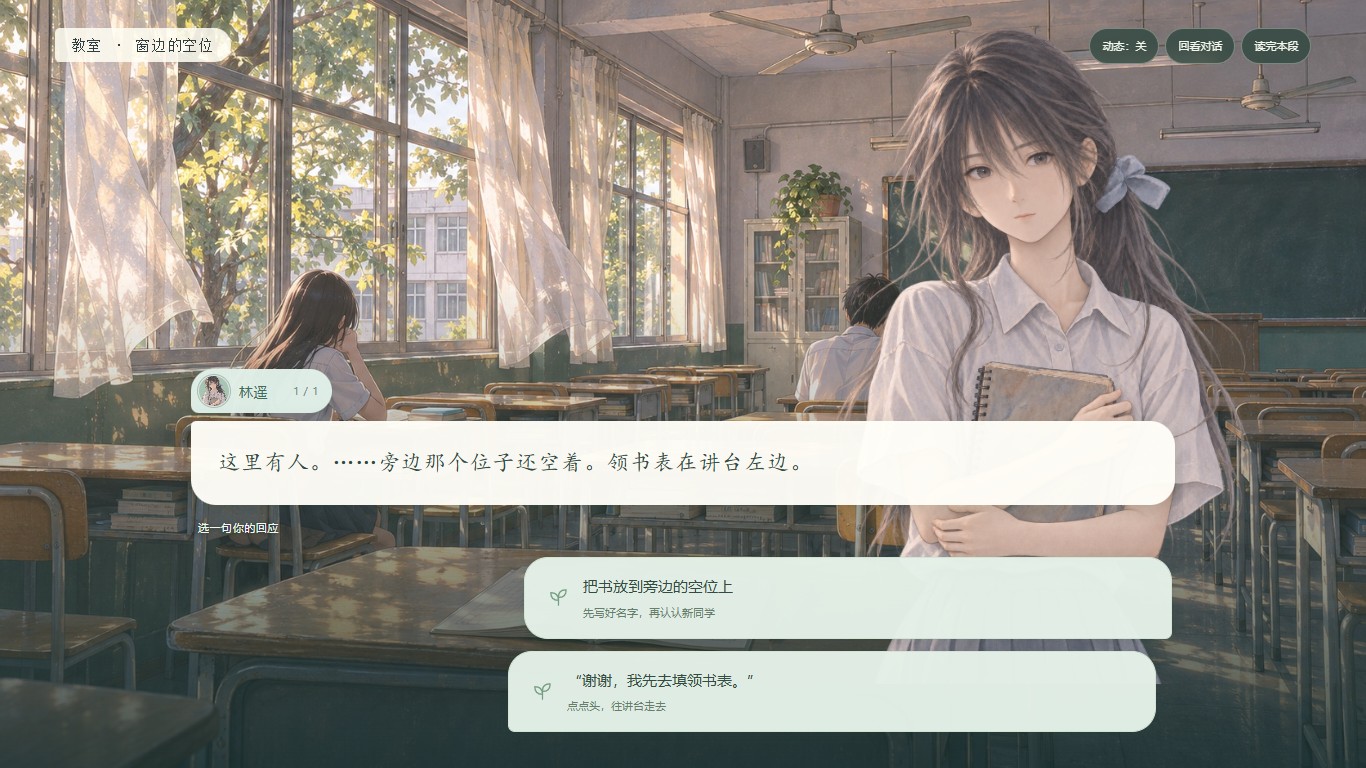 教室 · 窗边的空位
动态：关
回看对话
读完本段
林遥 1 / 1
这里有人。……旁边那个位子还空着。领书表在讲台左边。
选一句你的回应
把书放到旁边的空位上
先写好名字，再认认新同学
“谢谢，我先去填领书表。”
点点头，往讲台走去